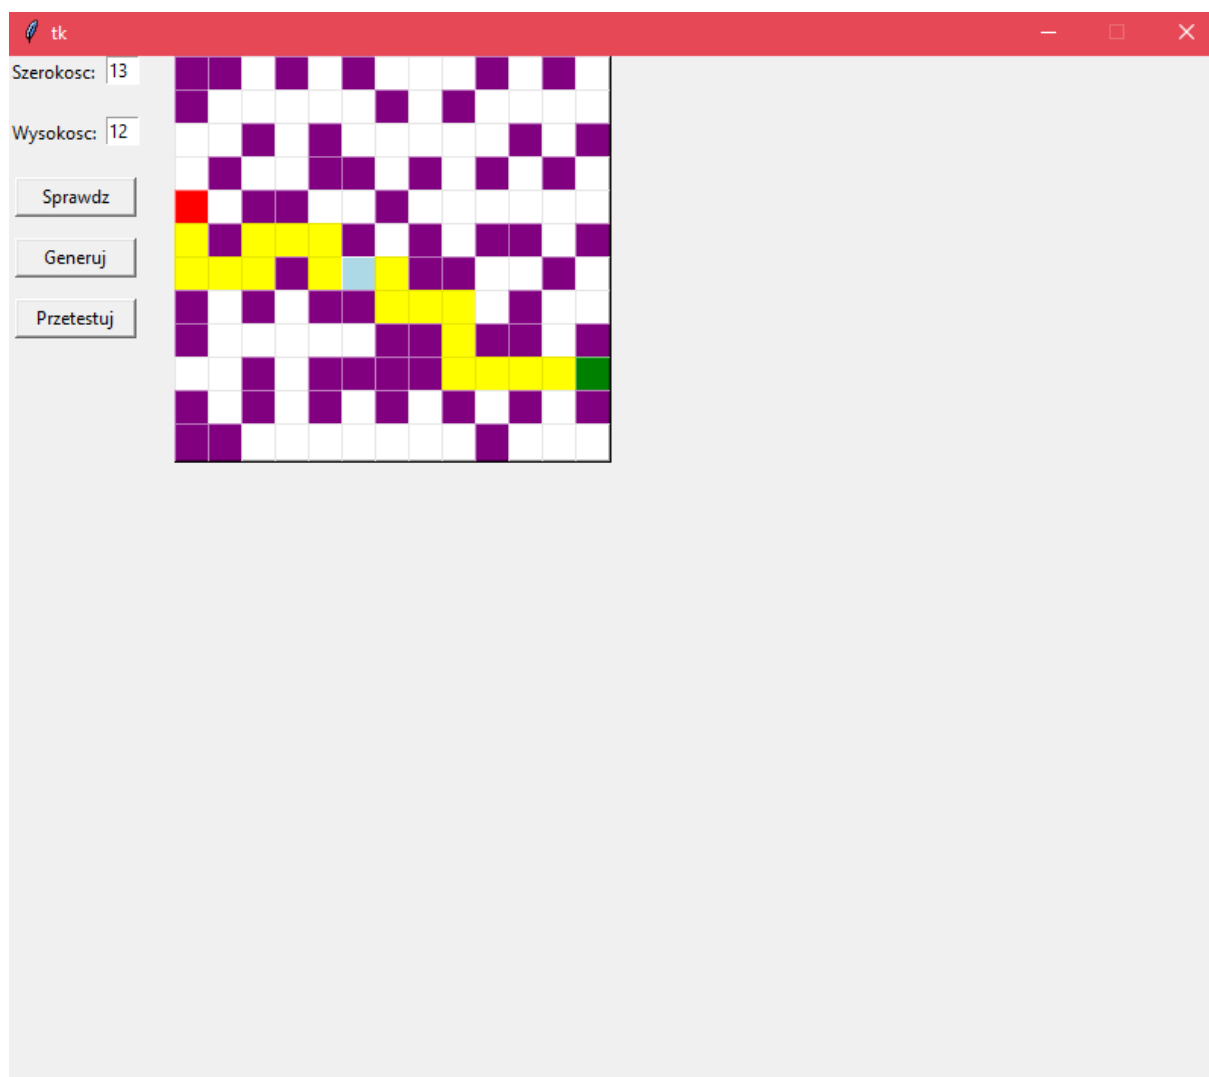 tk
Szerokosc: 13
Wysokosc: 12
Sprawdz
Generuj
Przetestuj